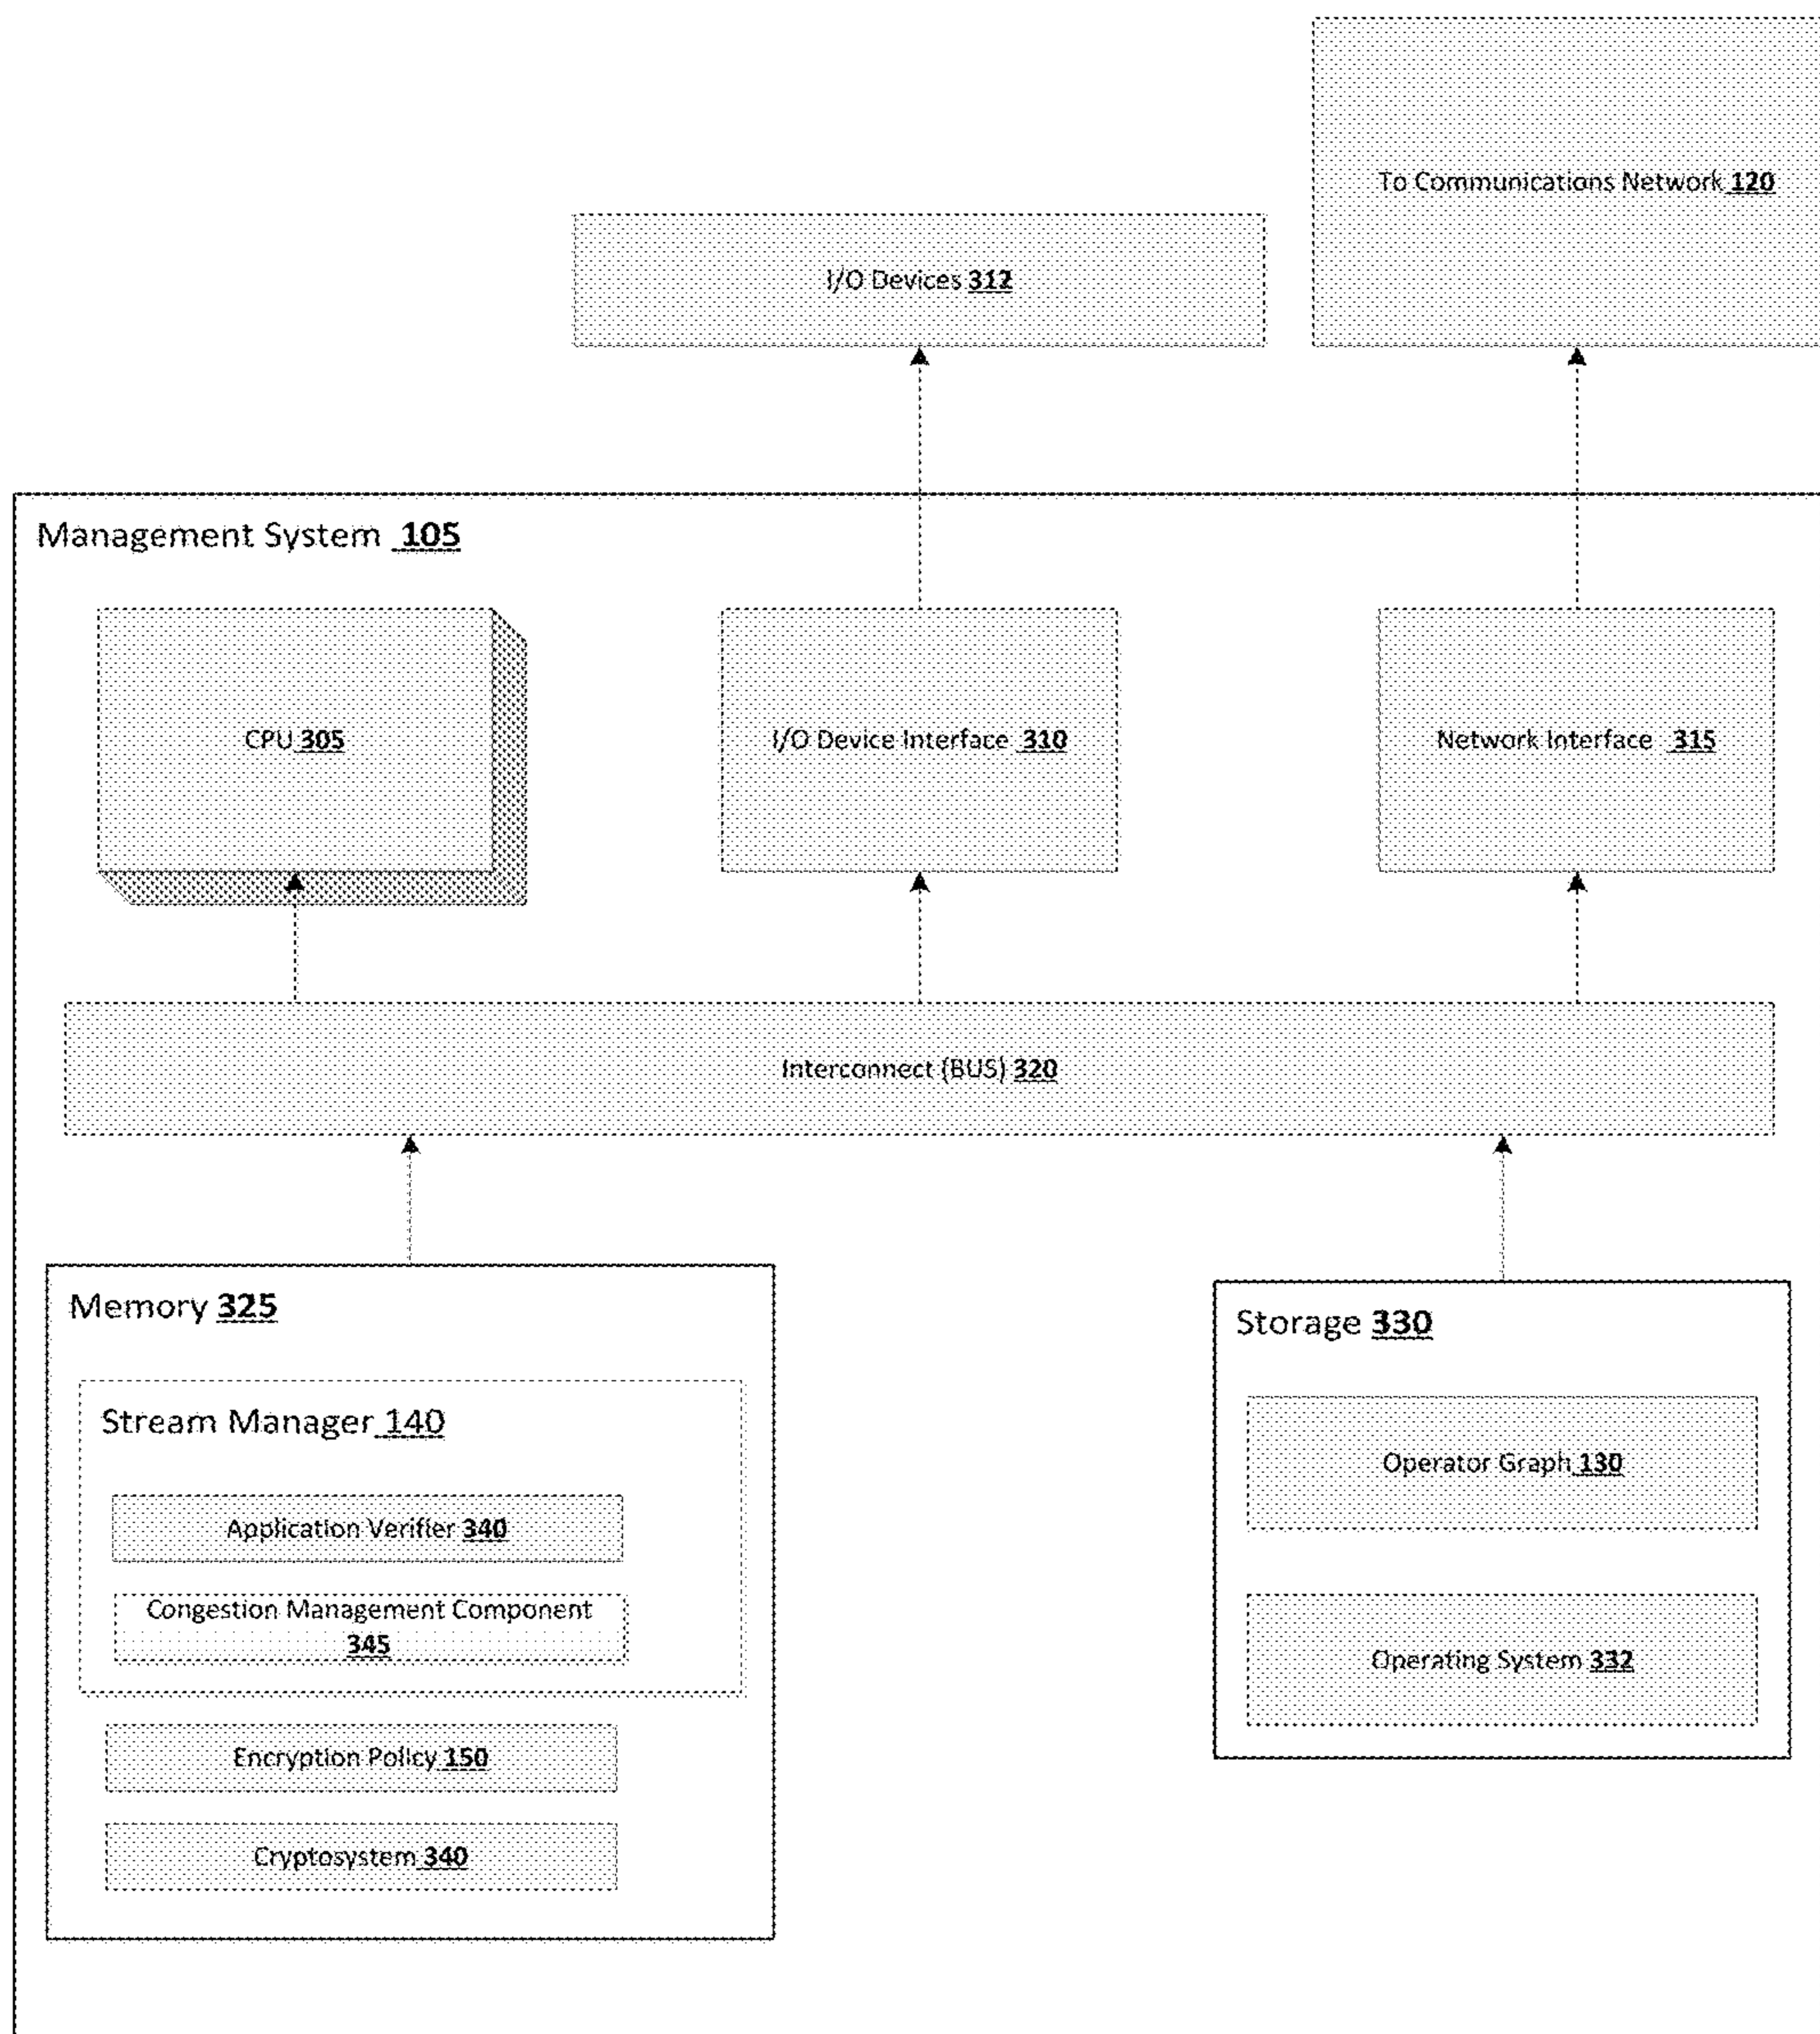 To Communications Network 120
I/O Devices 312
Management System 105
CPU 305
I/O Device Interface 310
Network Interface 315
Interconnect (BUS) 320
Memory 325
Storage 330
Stream Manager 140
Operator Graph 130
Application Verifier 340
Congestion Management Component
345
Operating System 332
Encryption Policy 150
Cryptosystem 340